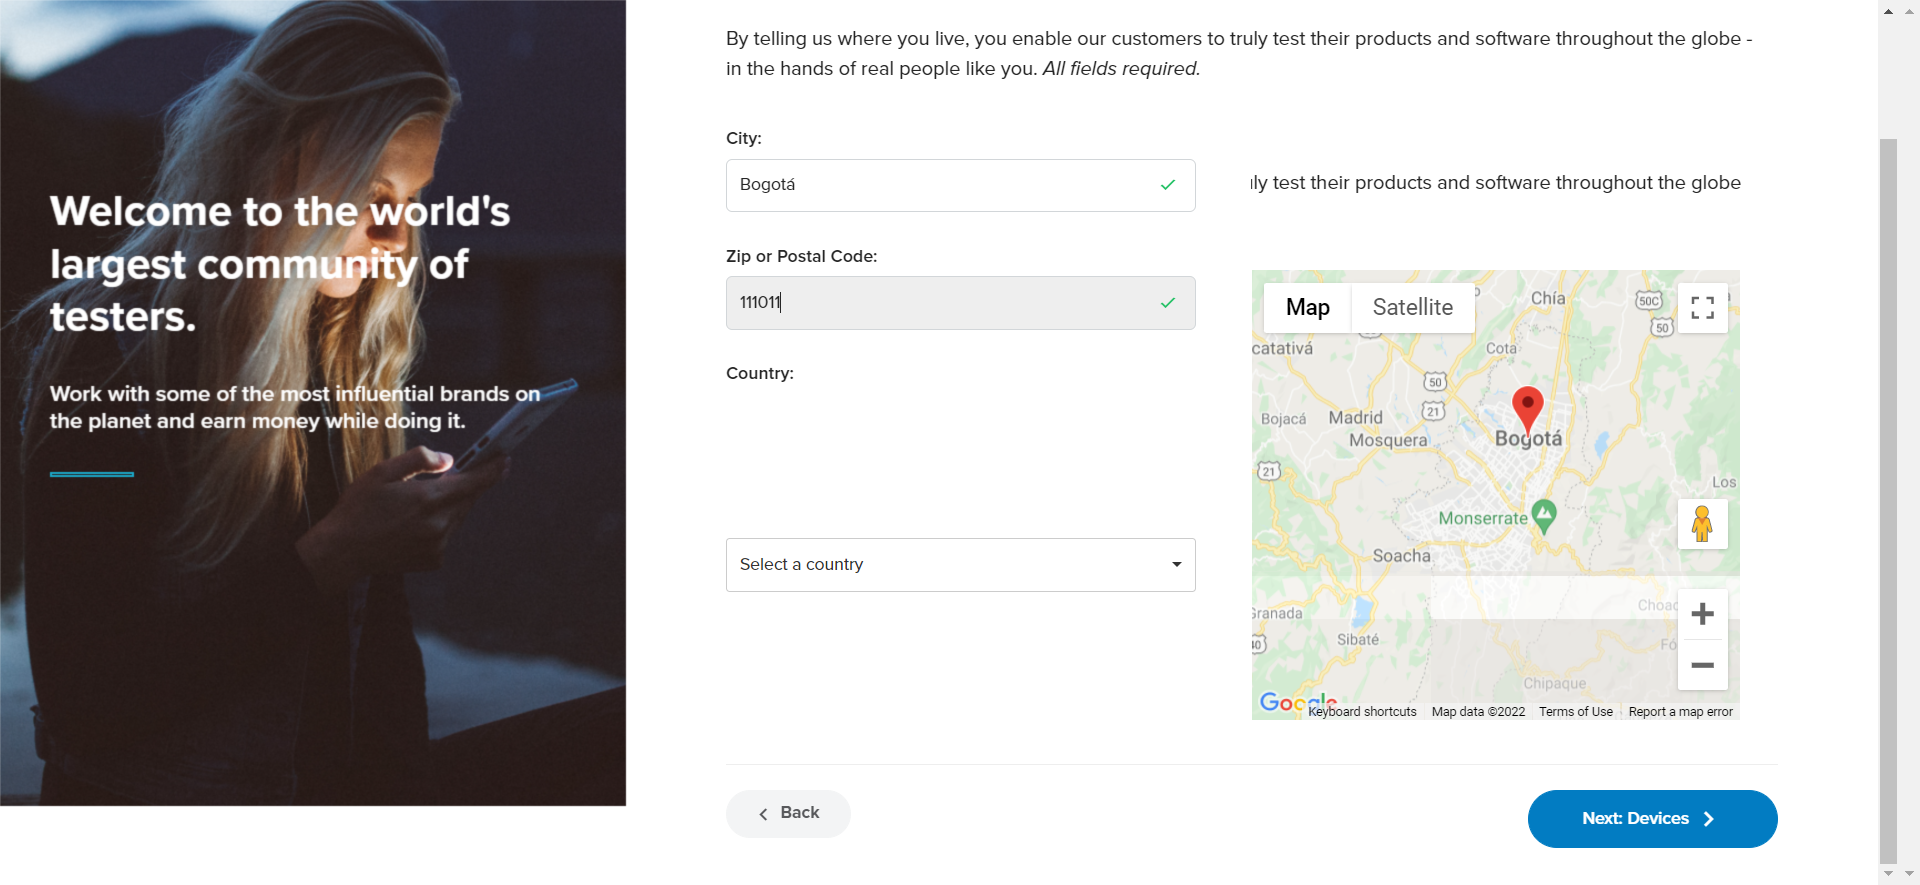 Welcome to the world's
largest community of
testers.
Work with some of the most influential brands on
the planet and earn money while doing it.
By telling us where you live, you enable our customers to truly test their products and software throughout the globe -
in the hands of real people like you. All fields required.
City:
Bogotá
Zip or Postal Code:
111011
Country:
Select a country
uly test their products and software throughout the globe
Map
Satellite
Chía
50C
50
catativá
Cota
50
21
Bojacá
Madrid
Mosquera
Bogotá
21
Los
Monserrate
Soacha
Granada
Choac
Sibaté
40
Fó
Chipaque
Google
Keyboard shortcuts
Map data ©2022
Terms of Use
Report a map error
Back
Next: Devices